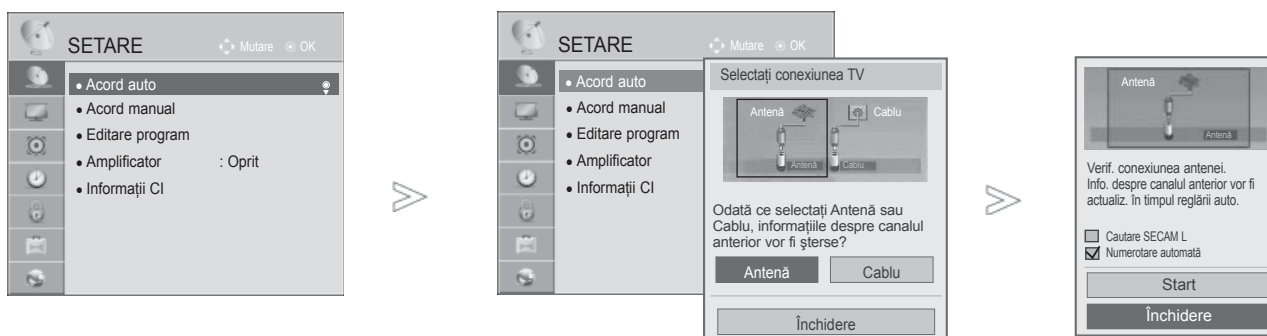 SETARE
Mutare OK
• Acord auto
• Acord manual
• Editare program
• Amplificator : Oprit
• Informații CI
SETARE
Mutare OK
• Acord auto
• Acord manual
• Editare program
• Amplificator
• Informații CI
Selectați conexiunea TV
Antenă Cablu
Antenă Cablu
Odată ce selectați Antenă sau
Cablu, informațiile despre canalul
anterior vor fi şterse?
Antenă Cablu
Închidere
Antenă
Antenă
Verif. conexiunea antenei.
Info. despre canalul anterior vor fi
actualiz. în timpul reglării auto.
Cautare SECAM L
Numerotare automată
Start
Închidere